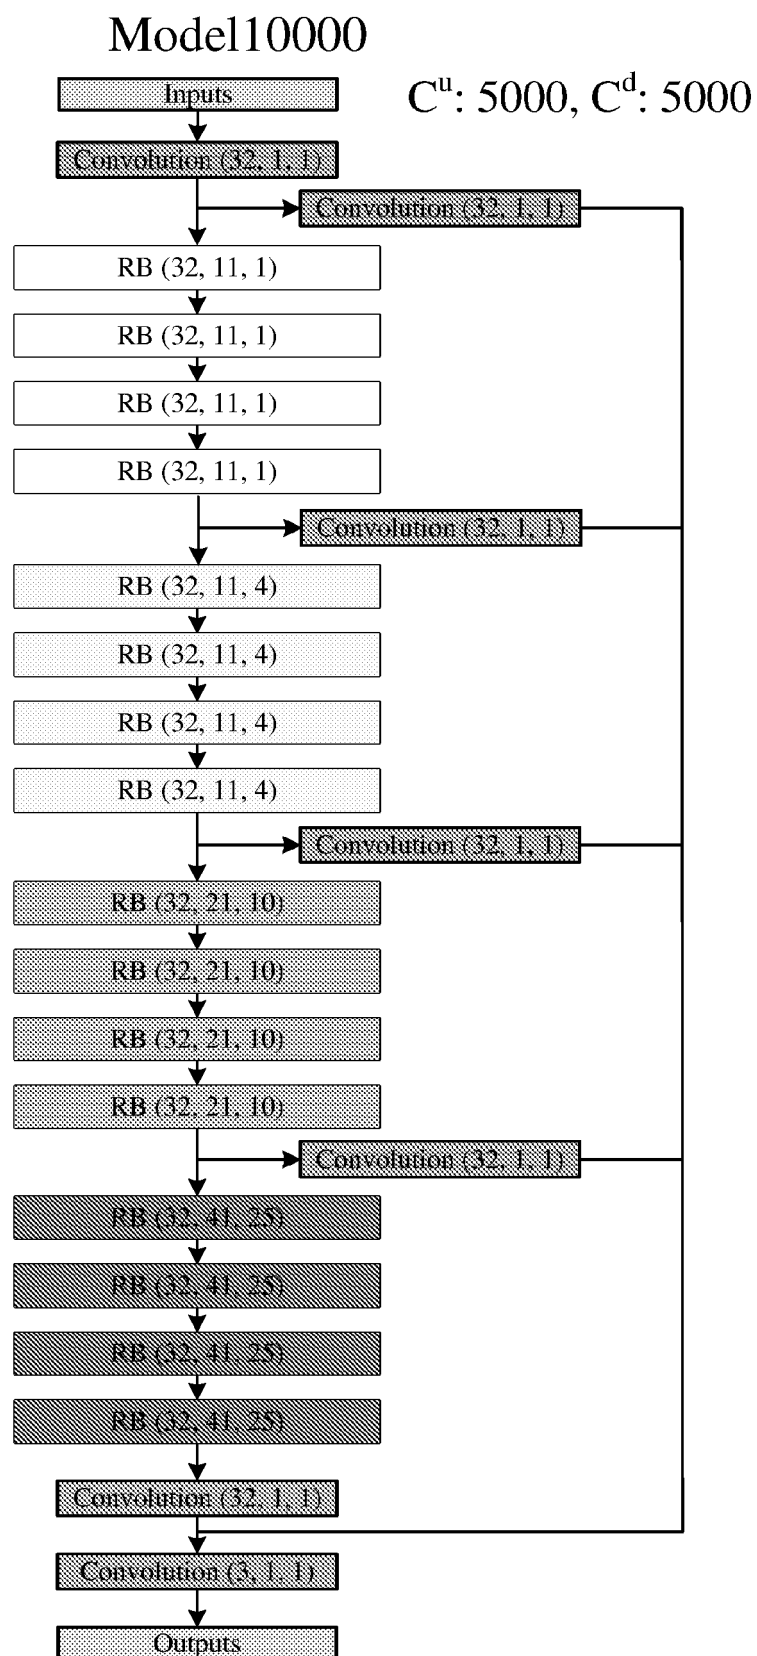 Model10000
Inputs
C^u: 5000, C^d: 5000
Convolution (32, 1, 1)
Convolution (32, 1, 1)
RB (32, 11, 1)
RB (32, 11, 1)
RB (32, 11, 1)
RB (32, 11, 1)
Convolution (32, 1, 1)
RB (32, 11, 4)
RB (32, 11, 4)
RB (32, 11, 4)
RB (32, 11, 4)
Convolution (32, 1, 1)
RB (32, 21, 10)
RB (32, 21, 10)
RB (32, 21, 10)
RB (32, 21, 10)
Convolution (32, 1, 1)
RB (32, 41, 25)
RB (32, 41, 25)
RB (32, 41, 25)
RB (32, 41, 25)
Convolution (32, 1, 1)
Convolution (3, 1, 1)
Outputs